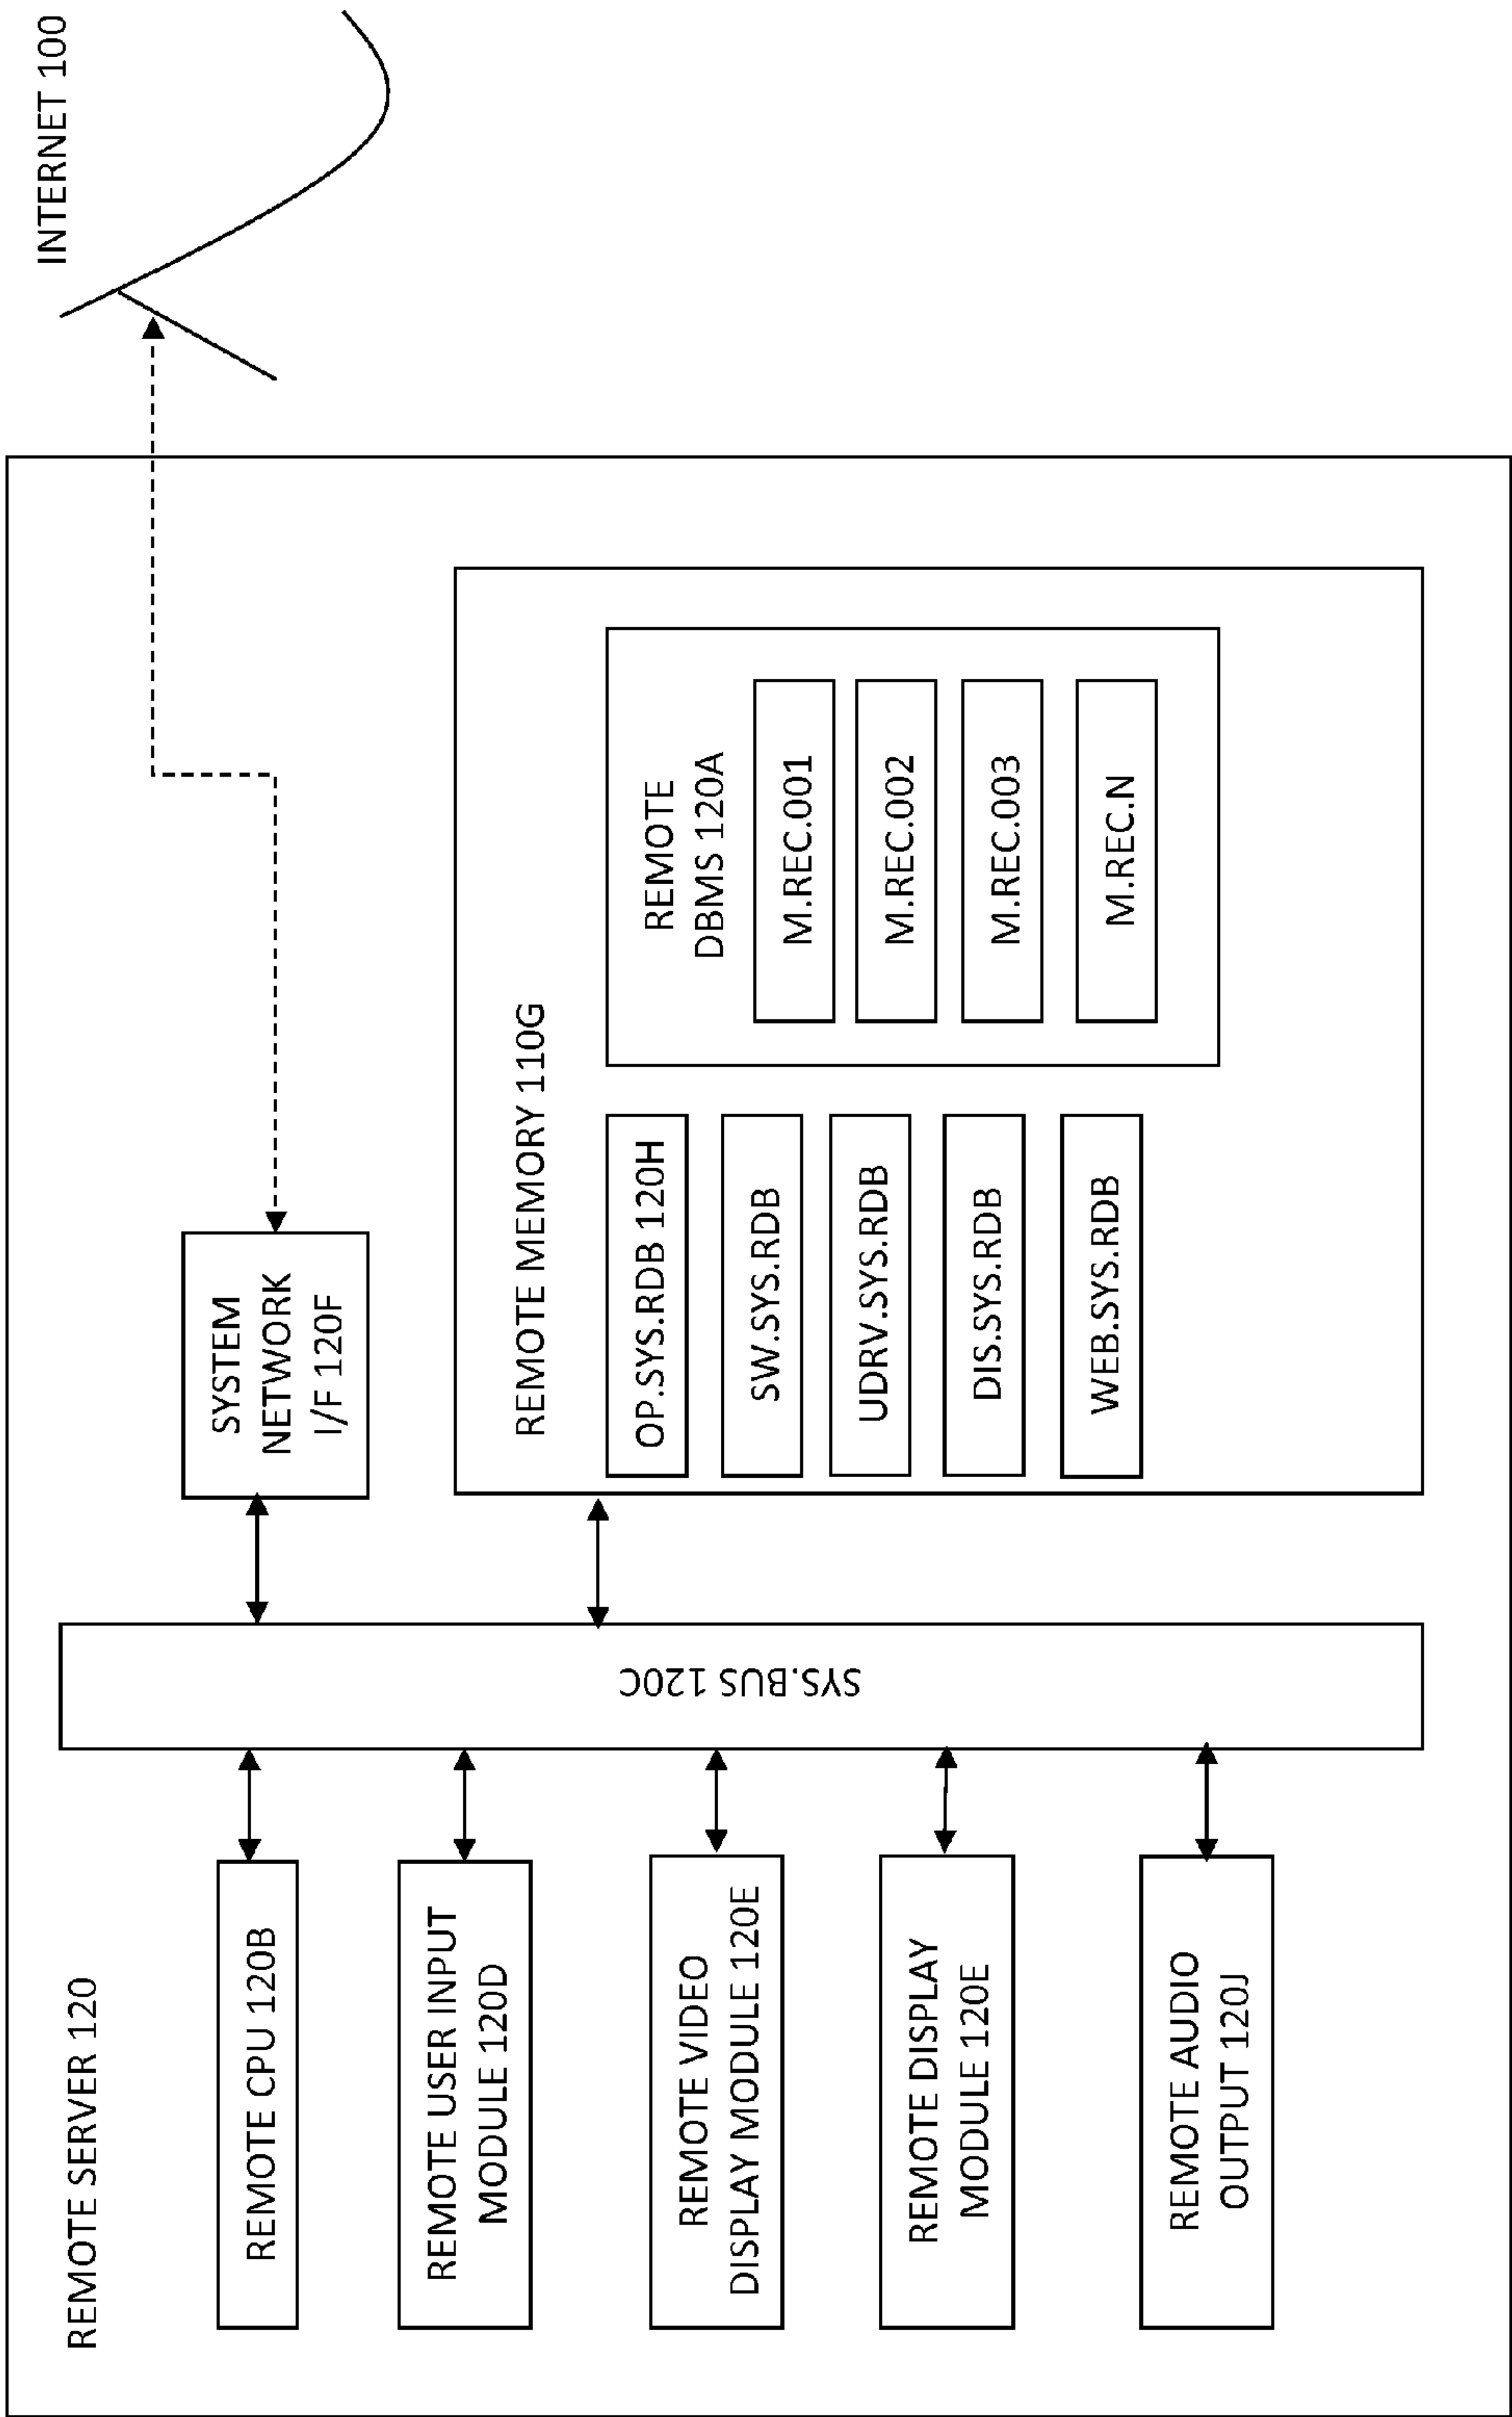 REMOTE SERVER 120
REMOTE CPU 120B
REMOTE USER INPUT
MODULE 120D
REMOTE VIDEO
DISPLAY MODULE 120E
REMOTE DISPLAY
MODULE 120E
REMOTE AUDIO
OUTPUT 120J
SYS.BUS 120C
SYSTEM
NETWORK
I/F 120F
REMOTE MEMORY 110G
OP.SYS.RDB 120H
SW.SYS.RDB
UDRV.SYS.RDB
DIS.SYS.RDB
WEB.SYS.RDB
REMOTE
DBMS 120A
M.REC.001
M.REC.002
M.REC.003
M.REC.N
INTERNET 100